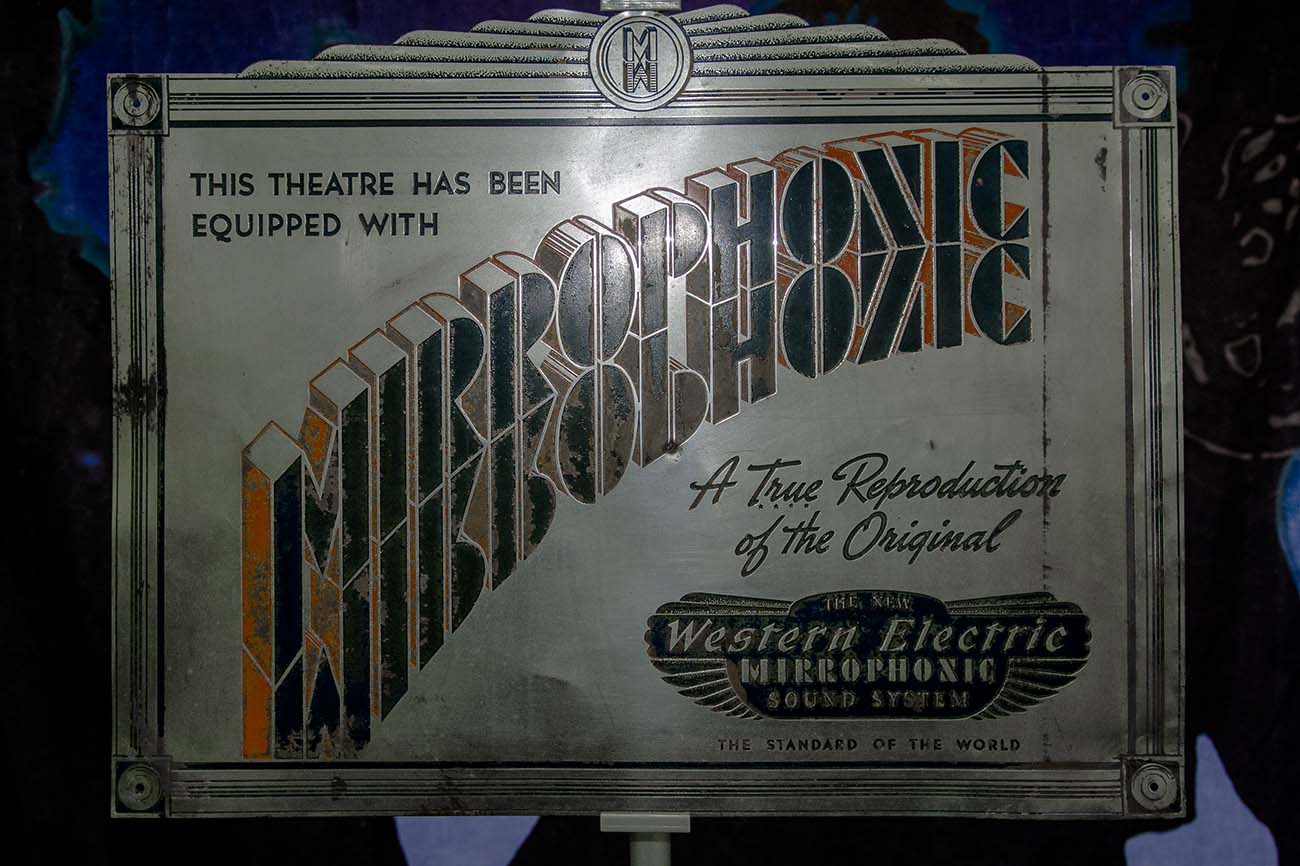 M
W
THIS THEATRE HAS BEEN
EQUIPPED WITH
MIRROPHONIC
A True Reproduction
of the Original
THE NEW
Western Electric
MIRROPHONIC
SOUND SYSTEM
THE STANDARD OF THE WORLD